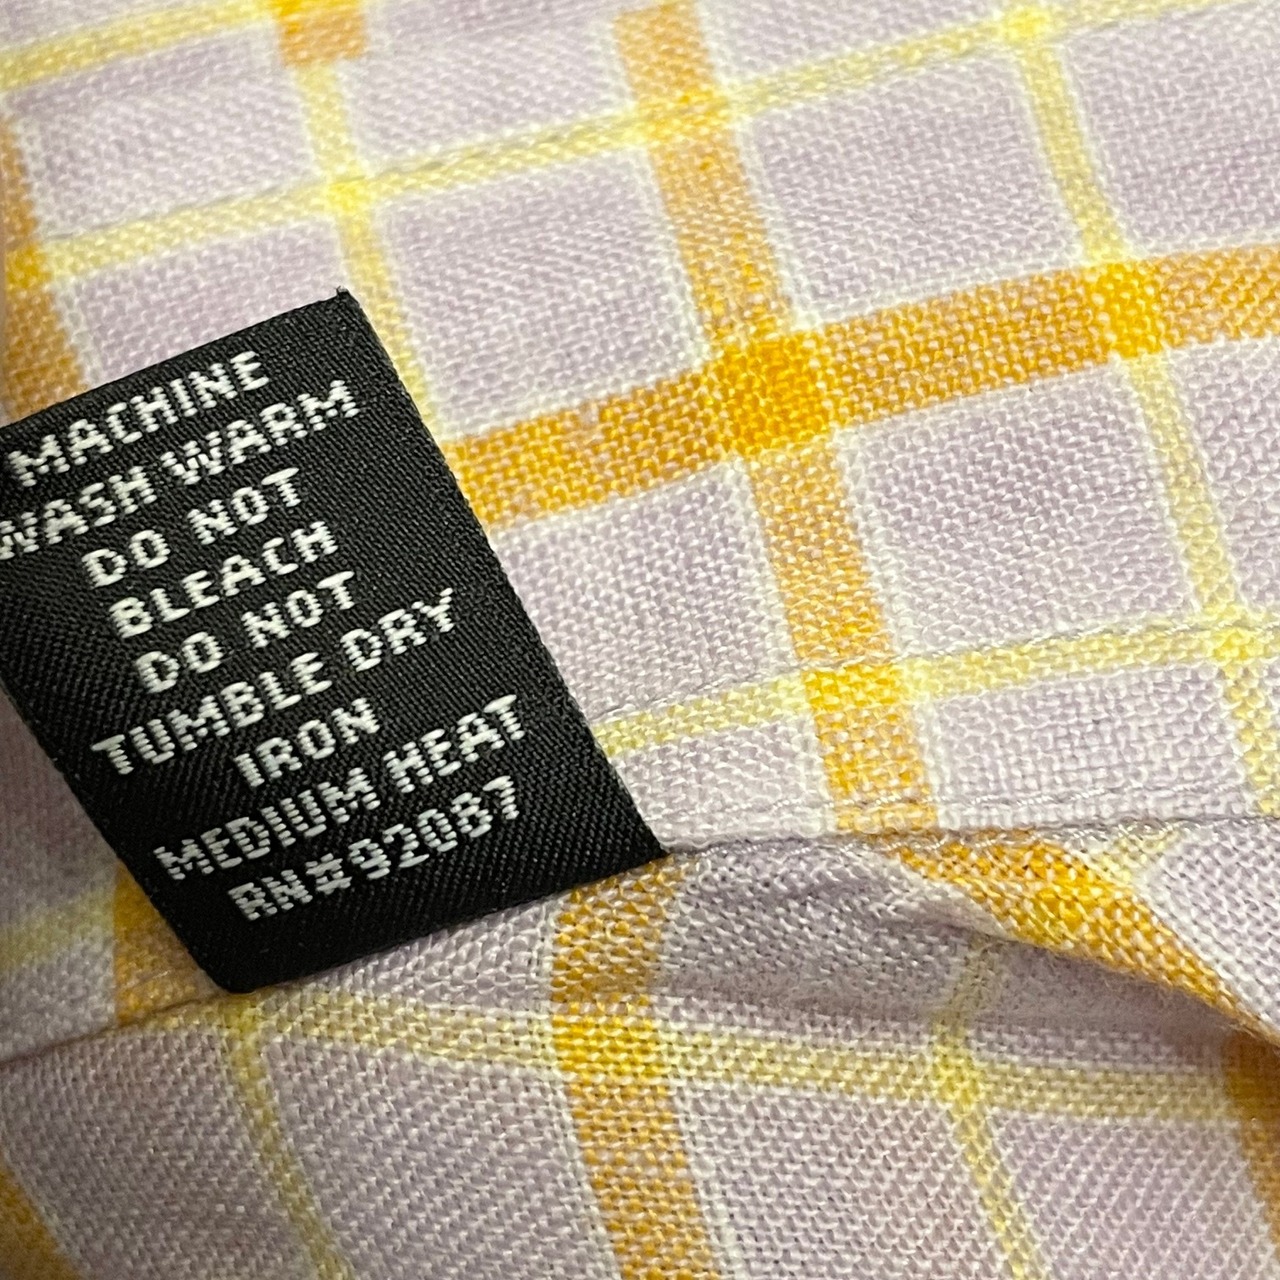 MACHINE
WASH WARM
DO NOT
BLEACH
DO NOT
TUMBLE DRY
IRON
MEDIUM HEAT
RN#92087